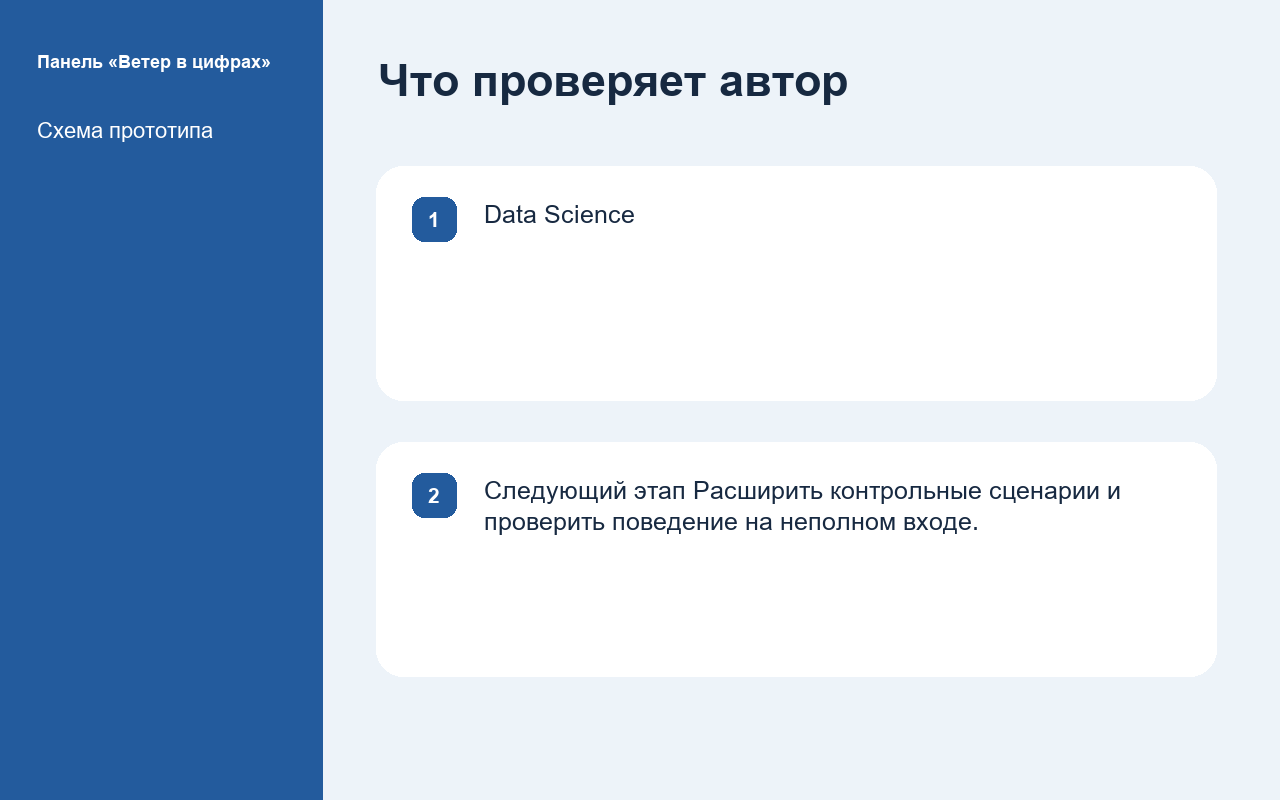 Панель «Ветер в цифрах»
Схема прототипа
Что проверяет автор
1
Data Science
2
Следующий этап Расширить контрольные сценарии и
проверить поведение на неполном входе.